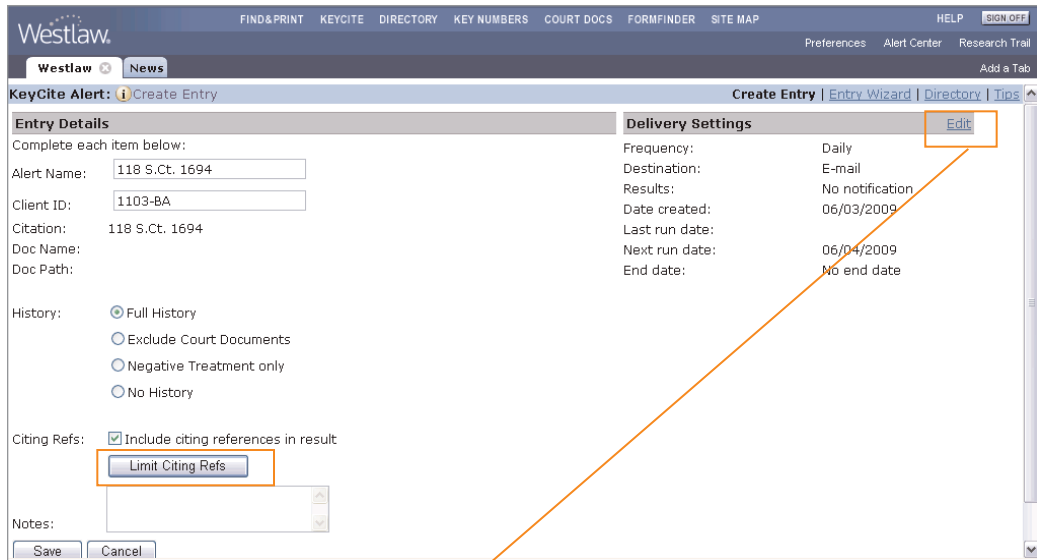 Westlaw.
FIND&PRINT KEYCITE DIRECTORY KEY NUMBERS COURT DOCS FORMFINDER SITE MAP
HELP SIGN OFF
Preferences Alert Center Research Trail
Westlaw News
Add a Tab
KeyCite Alert: i Create Entry
Create Entry | Entry Wizard | Directory | Tips
Entry Details
Complete each item below:
Alert Name: 118 S.Ct. 1694
Client ID: 1103-BA
Citation: 118 S.Ct. 1694
Doc Name:
Doc Path:
History: Full History
Exclude Court Documents
Negative Treatment only
No History
Citing Refs: Include citing references in result
Limit Citing Refs
Notes:
Save Cancel
Delivery Settings Edit
Frequency: Daily
Destination: E-mail
Results: No notification
Date created: 06/03/2009
Last run date:
Next run date: 06/04/2009
End date: No end date